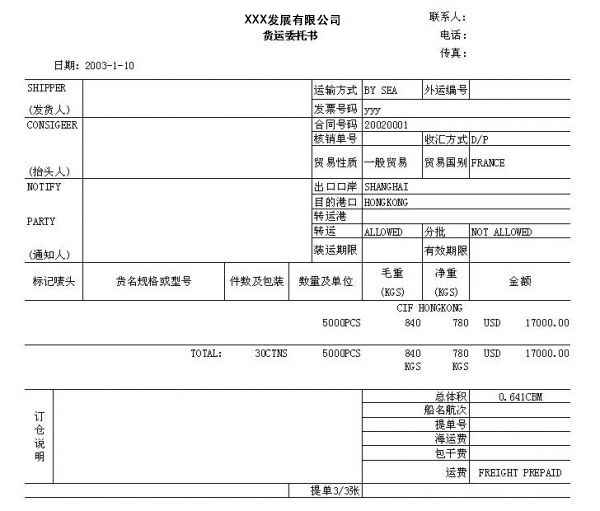 XXX发展有限公司
货运委托书
联系人:
电话:
传真:
日期: 2003-1-10
SHIPPER
(发货人)
运输方式 BY SEA 外运编号
发票号码 yyy
CONSIGEER
(抬头人)
合同号码 20020001
核销单号 收汇方式 D/P
贸易性质 一般贸易 贸易国别 FRANCE
NOTIFY
PARTY
(通知人)
出口口岸 SHANGHAI
目的港口 HONGKONG
转运港
转运 ALLOWED 分批 NOT ALLOWED
装运期限 有效期限
标记唛头 货名规格或型号 件数及包装 数量及单位 毛重 (KGS) 净重 (KGS) 金额
CIF HONGKONG
5000PCS 840 780 USD 17000.00
TOTAL: 30CTNS 5000PCS 840 780 USD 17000.00
KGS KGS
订仓说明
总体积 0.641CBM
船名航次
提单号
海运费
包干费
运费 FREIGHT PREPAID
提单3/3张